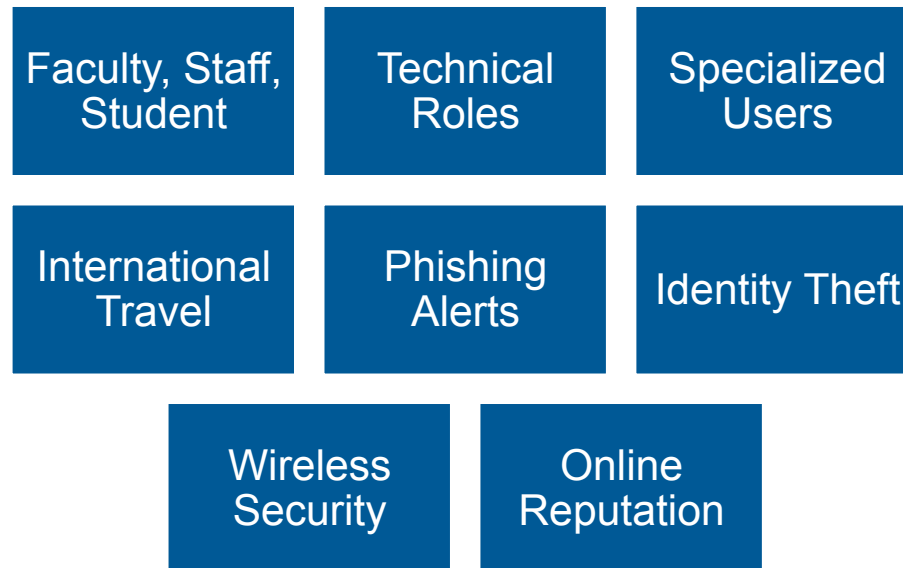 Faculty, Staff,
Student
Technical
Roles
Specialized
Users
International
Travel
Phishing
Alerts
Identity Theft
Wireless
Security
Online
Reputation